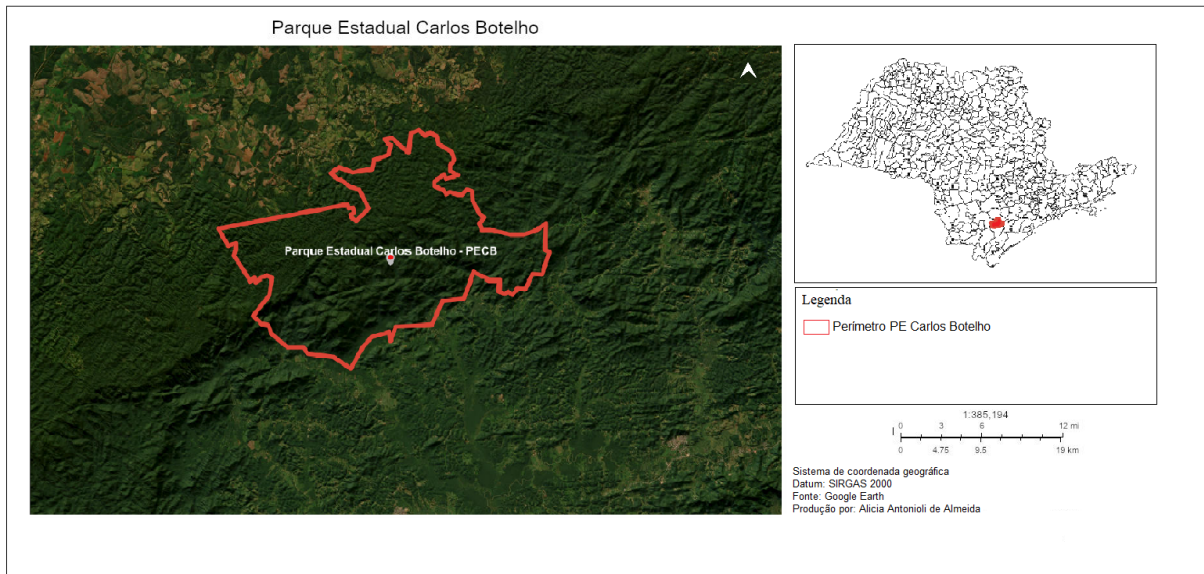 Parque Estadual Carlos Botelho
Parque Estadual Carlos Botelho - PECB
Legenda
Perímetro PE Carlos Botelho
1:385,194
0 3 6 12 mi
0 4.75 9.5 19 km
Sistema de coordenada geográfica
Datum: SIRGAS 2000
Fonte: Google Earth
Produção por: Alicia Antonioli de Almeida